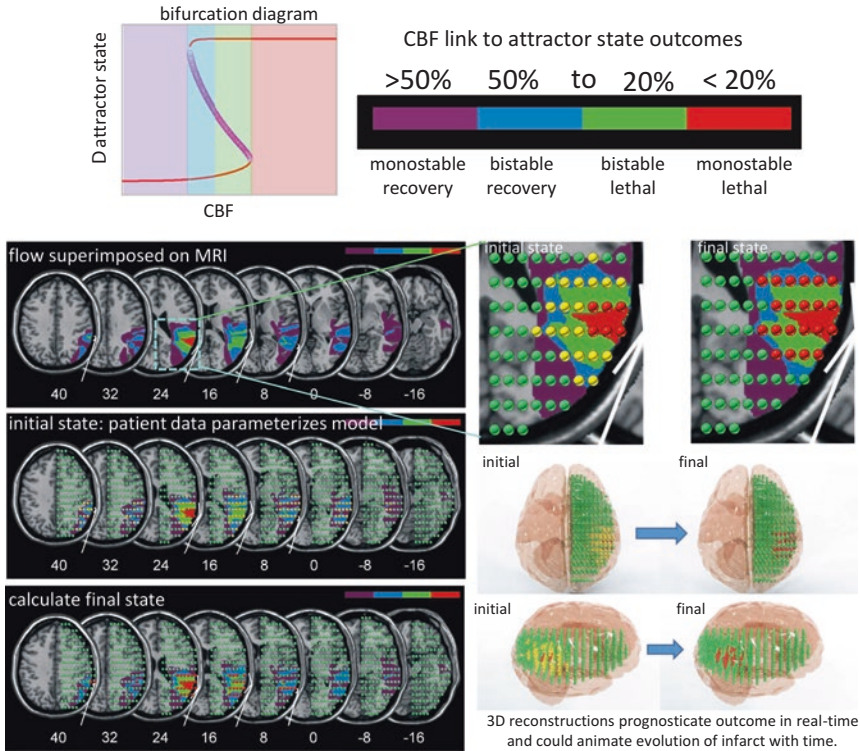 bifurcation diagram
D attractor state
CBF
CBF link to attractor state outcomes
>50% 50% to 20% < 20%
monostable recovery
bistable recovery
bistable lethal
monostable lethal
flow superimposed on MRI
40 32 24 16 8 0 -8 -16
initial state: patient data parameterizes model
40 32 24 16 8 0 -8 -16
calculate final state
40 32 24 16 8 0 -8 -16
initial state
final state
initial
final
initial
final
3D reconstructions prognosticate outcome in real-time
and could animate evolution of infarct with time.